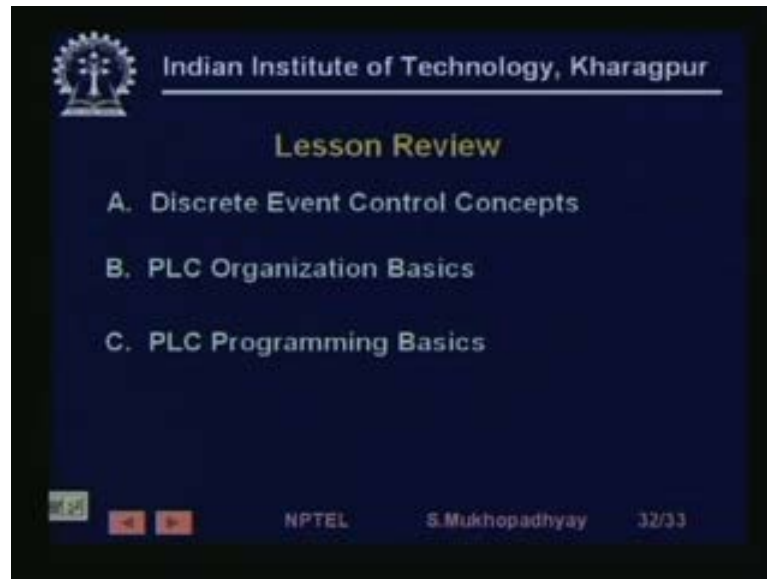 Indian Institute of Technology, Kharagpur
Lesson Review
A. Discrete Event Control Concepts
B. PLC Organization Basics
C. PLC Programming Basics
NPTEL S.Mukhopadhyay 32/33